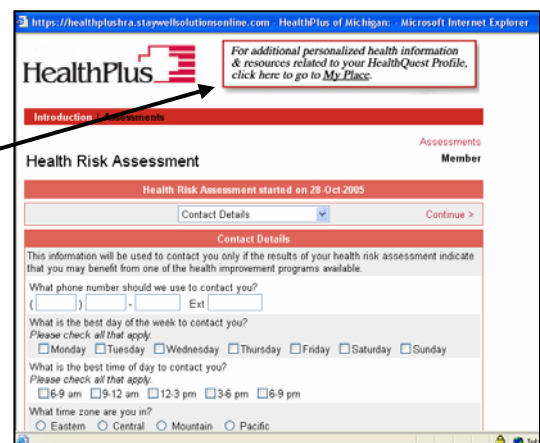 https://healthplushra.staywellsolutionsonline.com - HealthPlus of Michigan: - Microsoft Internet Explorer
HealthPlus
For additional personalized health information
& resources related to your HealthQuest Profile,
click here to go to My Place.
Introduction | Assessments
Assessments
Health Risk Assessment
Member
Health Risk Assessment started on 28-Oct-2005
Contact Details
Continue >
Contact Details
This information will be used to contact you only if the results of your health risk assessment indicate
that you may benefit from one of the health improvement programs available.
What phone number should we use to contact you?
( ) - Ext
What is the best day of the week to contact you?
Please check all that apply.
Monday Tuesday Wednesday Thursday Friday Saturday Sunday
What is the best time of day to contact you?
Please check all that apply.
6-9 am 9-12 am 12-3 pm 3-6 pm 6-9 pm
What time zone are you in?
Eastern Central Mountain Pacific